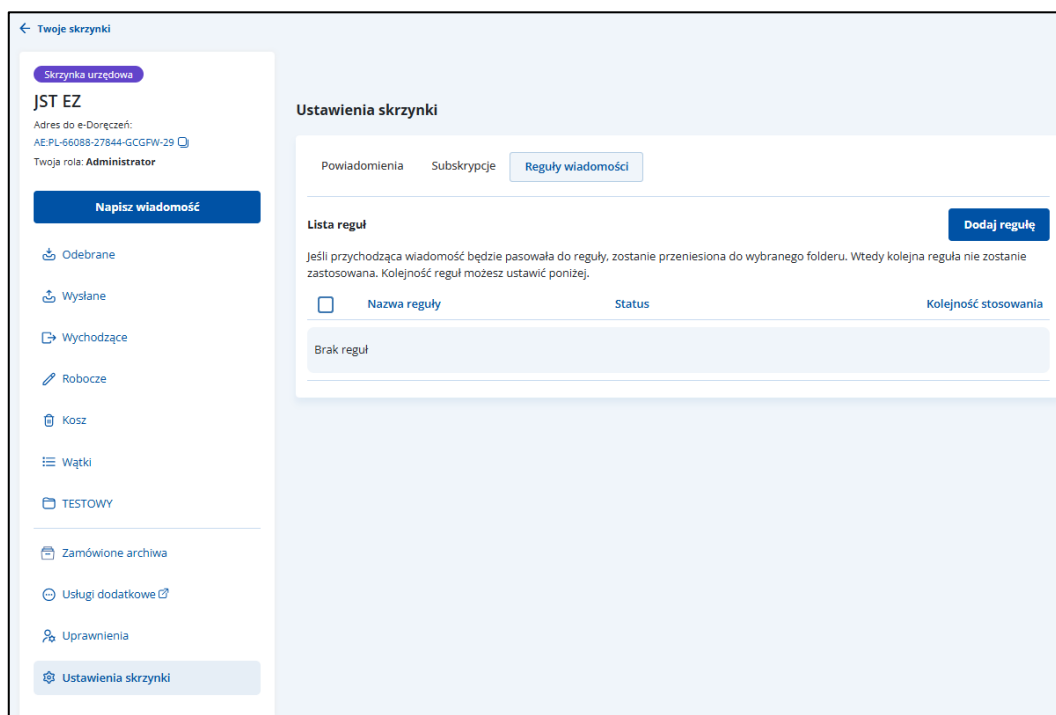 Twoje skrzynki
Skrzynka urzędowa
JST EZ
Adres do e-Doręczeń:
AE:PL-66088-27844-GCGFW-29
Twoja rola: Administrator
Napisz wiadomość
Odebrane
Wysłane
Wychodzące
Robocze
Kosz
Wątki
TESTOWY
Zamówione archiwa
Usługi dodatkowe
Uprawnienia
Ustawienia skrzynki
Ustawienia skrzynki
Powiadomienia Subskrypcje Reguły wiadomości
Lista reguł Dodaj regułę
Jeśli przychodząca wiadomość będzie pasowała do reguły, zostanie przeniesiona do wybranego folderu. Wtedy kolejna reguła nie zostanie
zastosowana. Kolejność reguł możesz ustawić poniżej.
Nazwa reguły Status Kolejność stosowania
Brak reguł